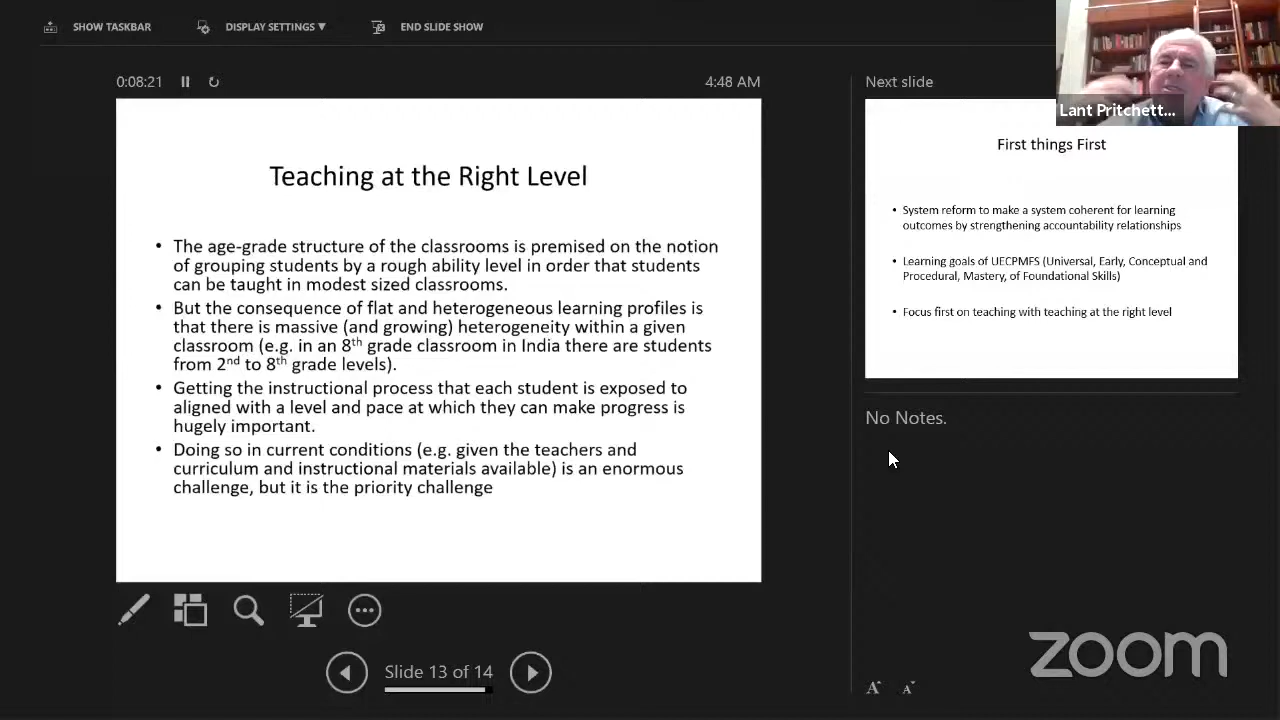 SHOW TASKBAR
DISPLAY SETTINGS ▼
END SLIDE SHOW
0:08:21
4:48 AM
Next slide
Lant Pritchett...
Teaching at the Right Level
• The age-grade structure of the classrooms is premised on the notion
of grouping students by a rough ability level in order that students
can be taught in modest sized classrooms.
• But the consequence of flat and heterogeneous learning profiles is
that there is massive (and growing) heterogeneity within a given
classroom (e.g. in an 8th grade classroom in India there are students
from 2nd to 8th grade levels).
• Getting the instructional process that each student is exposed to
aligned with a level and pace at which they can make progress is
hugely important.
• Doing so in current conditions (e.g. given the teachers and
curriculum and instructional materials available) is an enormous
challenge, but it is the priority challenge
First things First
• System reform to make a system coherent for learning
outcomes by strengthening accountability relationships
• Learning goals of UECPMFS (Universal, Early, Conceptual and
Procedural, Mastery, of Foundational Skills)
• Focus first on teaching with teaching at the right level
No Notes.
Slide 13 of 14
A A
zoom